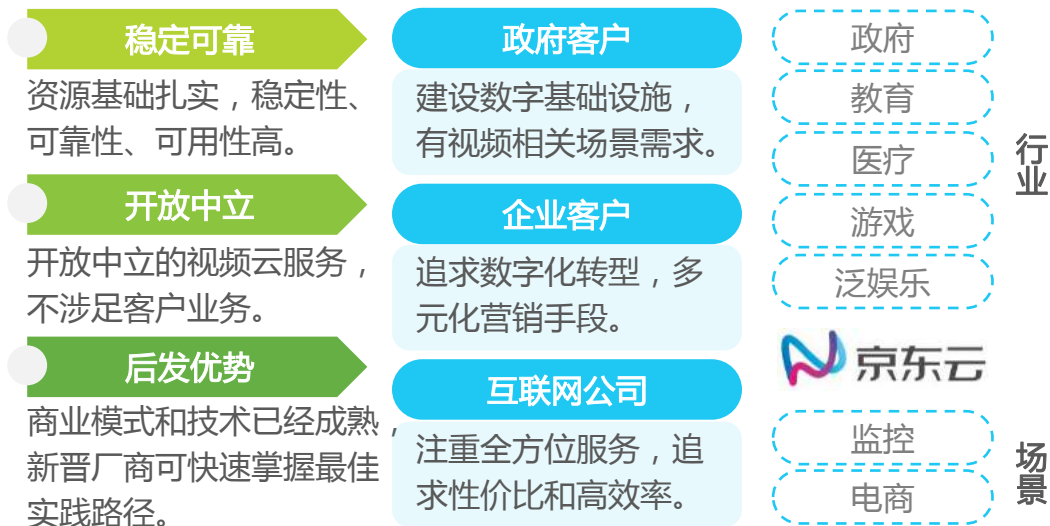 稳定可靠
资源基础扎实，稳定性、
可靠性、可用性高。
开放中立
开放中立的视频云服务，
不涉足客户业务。
后发优势
商业模式和技术已经成熟，
新晋厂商可快速掌握最佳
实践路径。
政府客户
建设数字基础设施，
有视频相关场景需求。
企业客户
追求数字化转型，多
元化营销手段。
互联网公司
注重全方位服务，追
求性价比和高效率。
政府
教育
医疗
游戏
泛娱乐
行业
京东云
监控
电商
场景